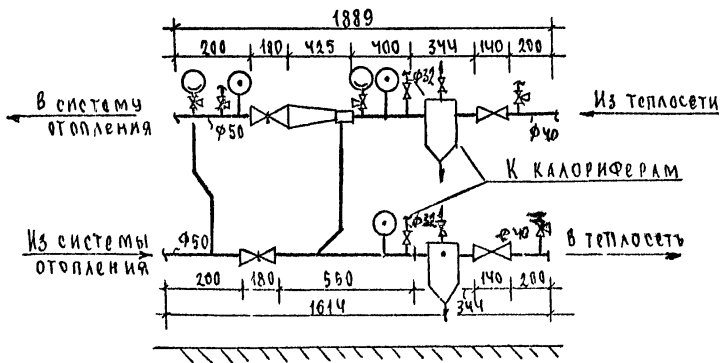 1889
200 180 425 400 344 140 200
В систему
отопления
ф50
ф32
Из теплосети
ф40
К калориферам
Из системы
отопления
ф50
ф32
ф40
В теплосеть
200 180 550 140 200
1614 344